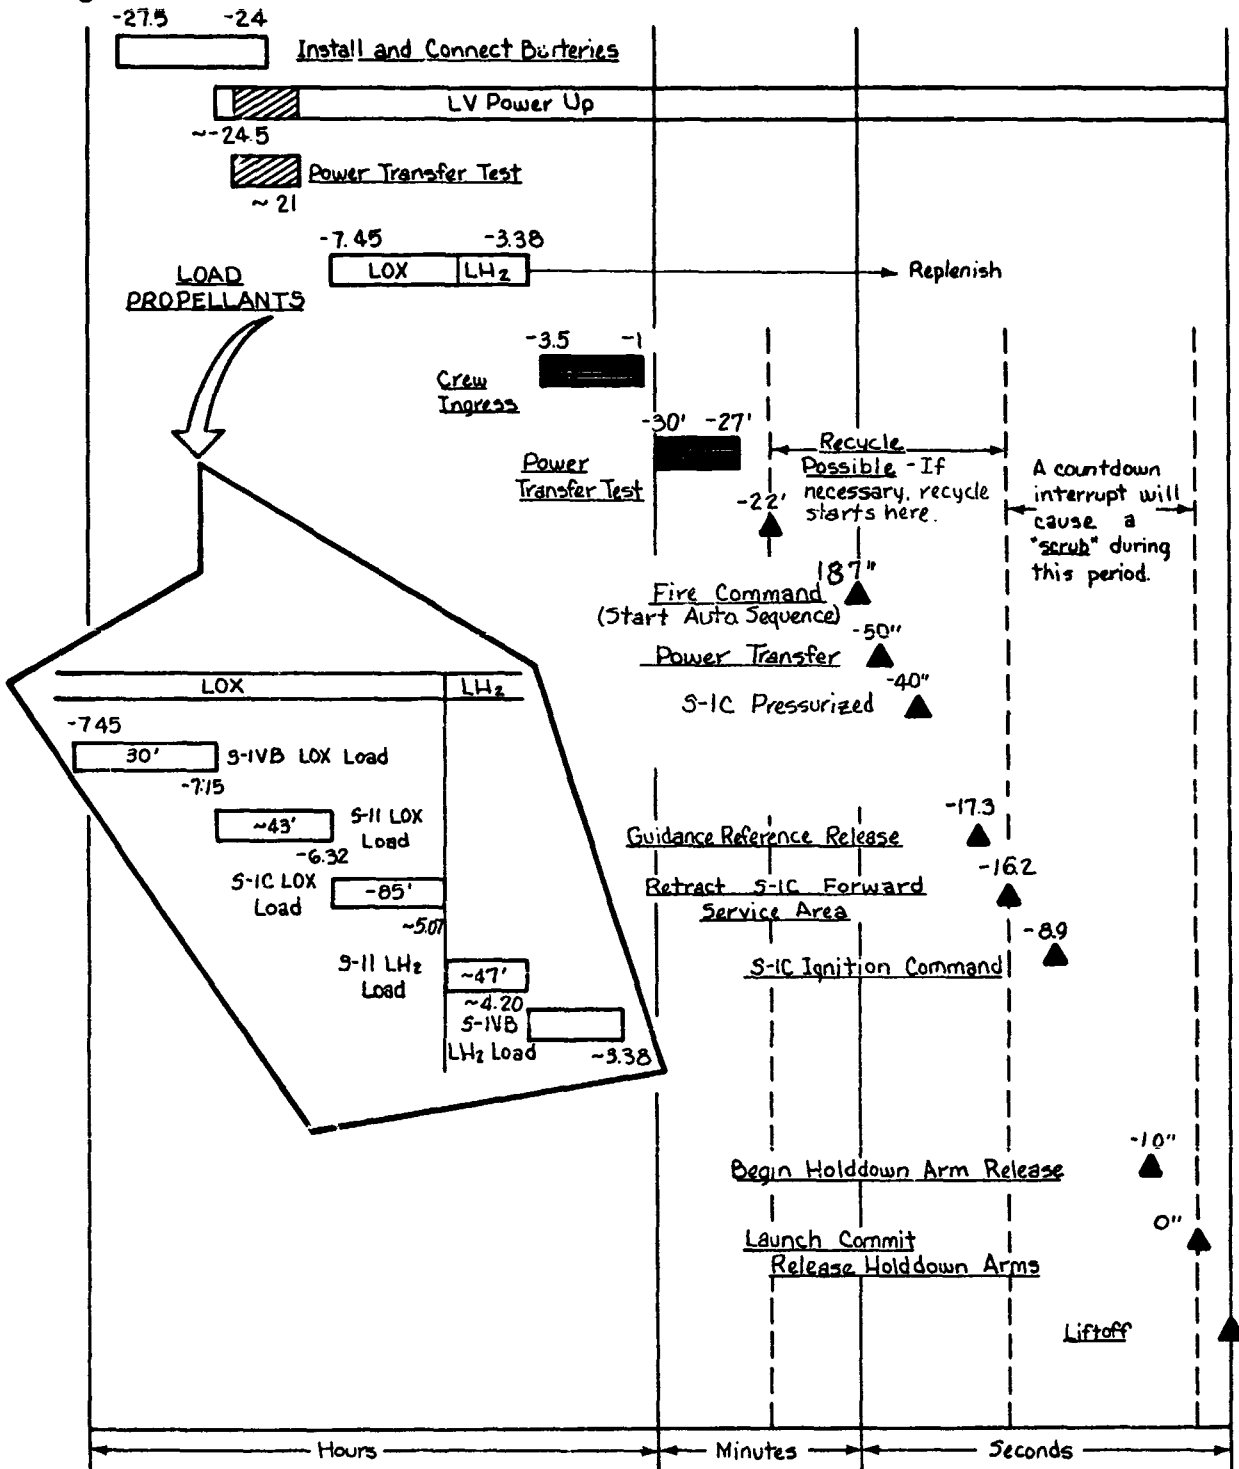 -27.5 -24
Install and Connect Batteries
LV Power Up
~-24.5
Power Transfer Test
~21
-7.45 -3.38
LOX LH2
Replenish
LOAD
PROPELLANTS
-3.5 -1
Crew
Ingress
-30' -27'
Power
Transfer Test
Recycle
Possible - If
necessary, recycle
starts here.
-22'
A countdown
interrupt will
cause a
"scrub" during
this period.
187"
Fire Command
(Start Auto Sequence)
-50"
Power Transfer
-40"
S-IC Pressurized
LOX LH2
-7.45
30' S-IVB LOX Load
-7:15
~43' S-II LOX
Load
-6.32
S-IC LOX
Load
-85'
~5.07
S-II LH2
Load
~47'
~4.20
S-IVB
LH2 Load
~3.38
-17.3
Guidance Reference Release
-16.2
Retract S-IC Forward
Service Area
-8.9
S-IC Ignition Command
-10"
Begin Holddown Arm Release
0"
Launch Commit
Release Holddown Arms
Liftoff
Hours Minutes Seconds